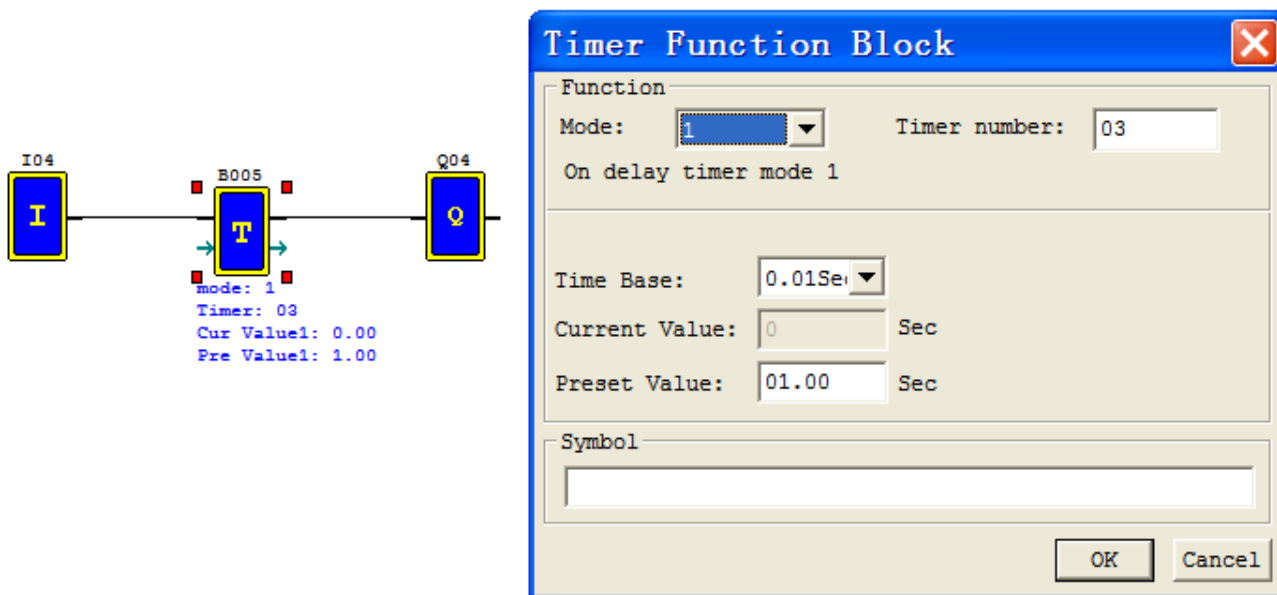 I04
I
B005
T
mode: 1
Timer: 03
Cur Value1: 0.00
Pre Value1: 1.00
Q04
Q
Timer Function Block
Function
Mode: 1 Timer number: 03
On delay timer mode 1
Time Base: 0.01Se
Current Value: 0 Sec
Preset Value: 01.00 Sec
Symbol
OK Cancel